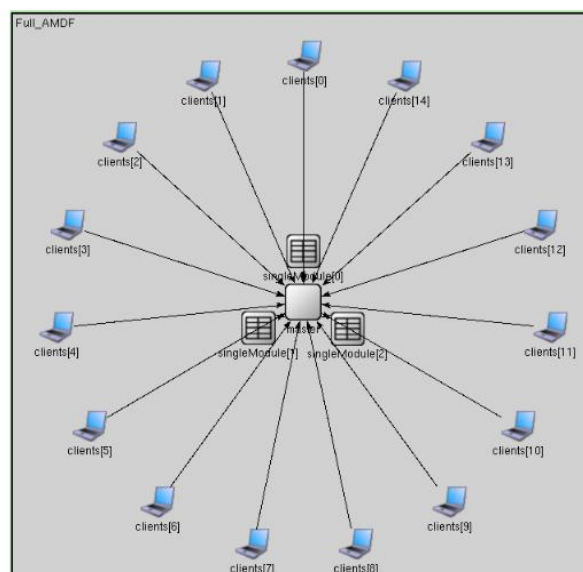 Full_AMDF
clients[0]
clients[1]
clients[14]
clients[2]
clients[13]
clients[3]
clients[12]
singleModule[0]
master
clients[4]
singleModule[1]
singleModule[2]
clients[11]
clients[5]
clients[10]
clients[6]
clients[9]
clients[7]
clients[8]